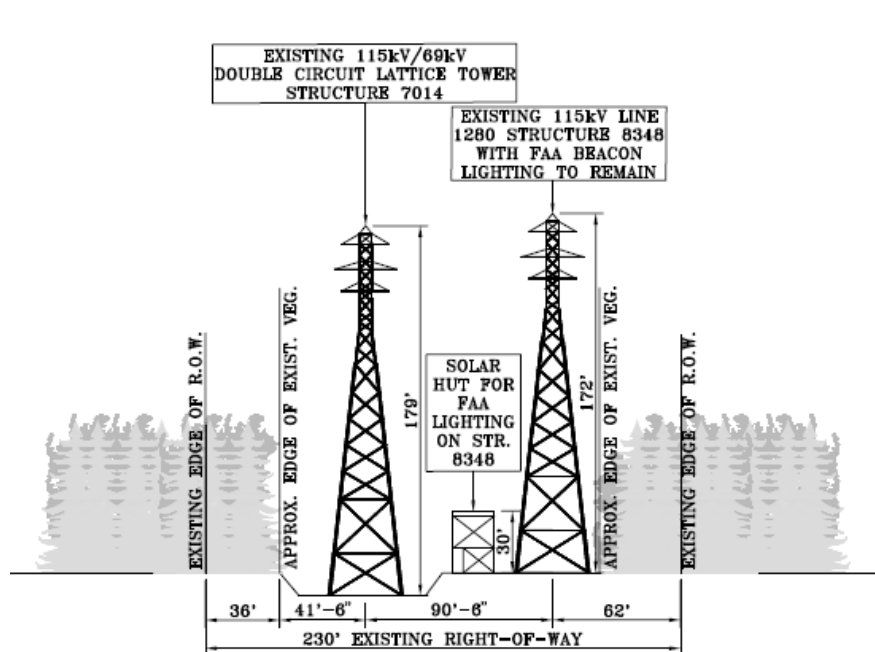 EXISTING 115kV/69kV
DOUBLE CIRCUIT LATTICE TOWER
STRUCTURE 7014
EXISTING 115kV LINE
1280 STRUCTURE 8348
WITH FAA BEACON
LIGHTING TO REMAIN
EXISTING EDGE OF R.O.W.
APPROX. EDGE OF EXIST. VEG.
179'
SOLAR
HUT FOR
FAA
LIGHTING
ON STR.
8348
30'
172'
APPROX. EDGE OF EXIST. VEG.
EXISTING EDGE OF R.O.W.
36'
41'-6"
90'-6"
62'
230' EXISTING RIGHT-OF-WAY